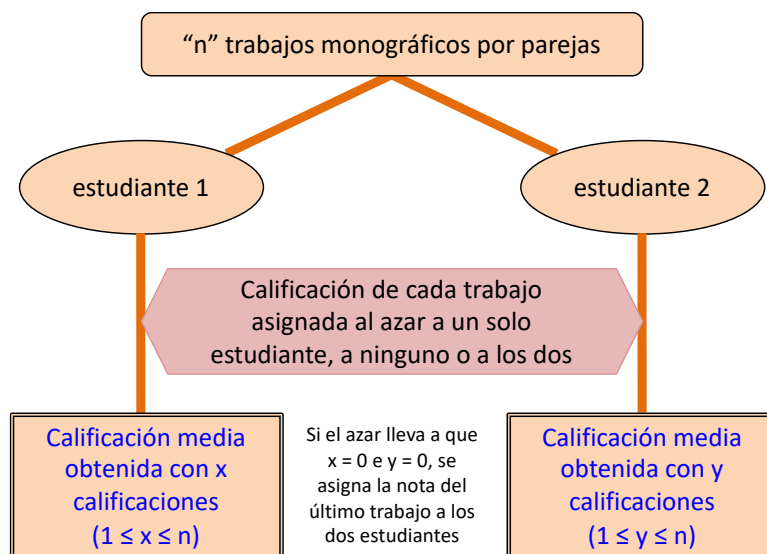 “n” trabajos monográficos por parejas
estudiante 1
estudiante 2
Calificación de cada trabajo
asignada al azar a un solo
estudiante, a ninguno o a los dos
Calificación media
obtenida con x
calificaciones
(1 ≤ x ≤ n)
Si el azar lleva a que
x = 0 e y = 0, se
asigna la nota del
último trabajo a los
dos estudiantes
Calificación media
obtenida con y
calificaciones
(1 ≤ y ≤ n)